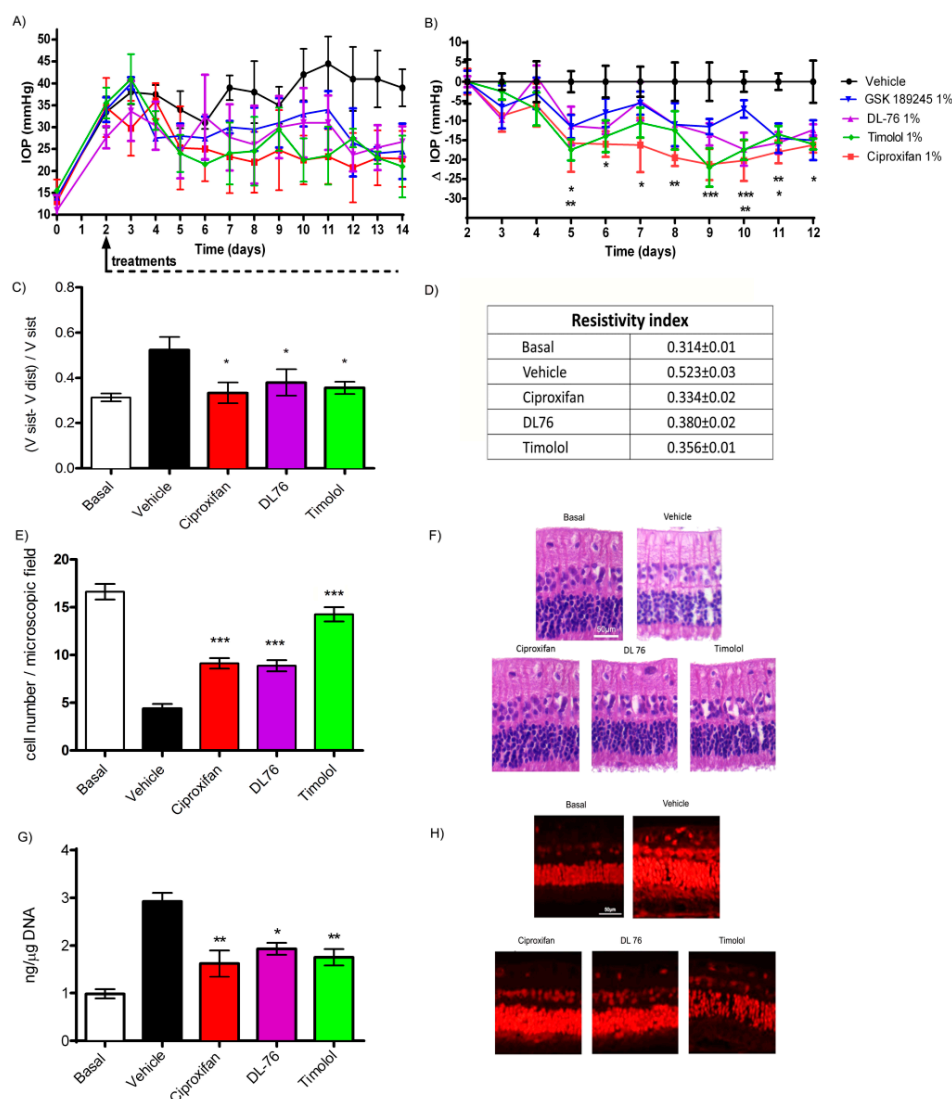 A)
IOP (mmHg)
50
45
40
35
30
25
20
15
10
0 1 2 3 4 5 6 7 8 9 10 11 12 13 14
Time (days)
treatments
B)
Δ IOP (mmHg)
10
5
0
-5
-10
-15
-20
-25
-30
* * * ** *** *** ** *
** ** *
2 3 4 5 6 7 8 9 10 11 12
Time (days)
Vehicle
GSK 189245 1%
DL-76 1%
Timolol 1%
Ciproxifan 1%
C)
(V sist- V dist) / V sist
0.8
0.6
0.4
0.2
0.0
* * *
Basal
Vehicle
Ciproxifan
DL76
Timolol
D)
Resistivity index
Basal 0.314±0.01
Vehicle 0.523±0.03
Ciproxifan 0.334±0.02
DL76 0.380±0.02
Timolol 0.356±0.01
E)
cell number / microscopic field
20
15
10
5
0
*** *** ***
Basal
Vehicle
Ciproxifan
DL76
Timolol
F)
Basal Vehicle
50µm
Ciproxifan DL 76 Timolol
G)
ng/µg DNA
4
3
2
1
0
** * **
Basal
Vehicle
Ciproxifan
DL-76
Timolol
H)
Basal Vehicle
50µm
Ciproxifan DL 76 Timolol